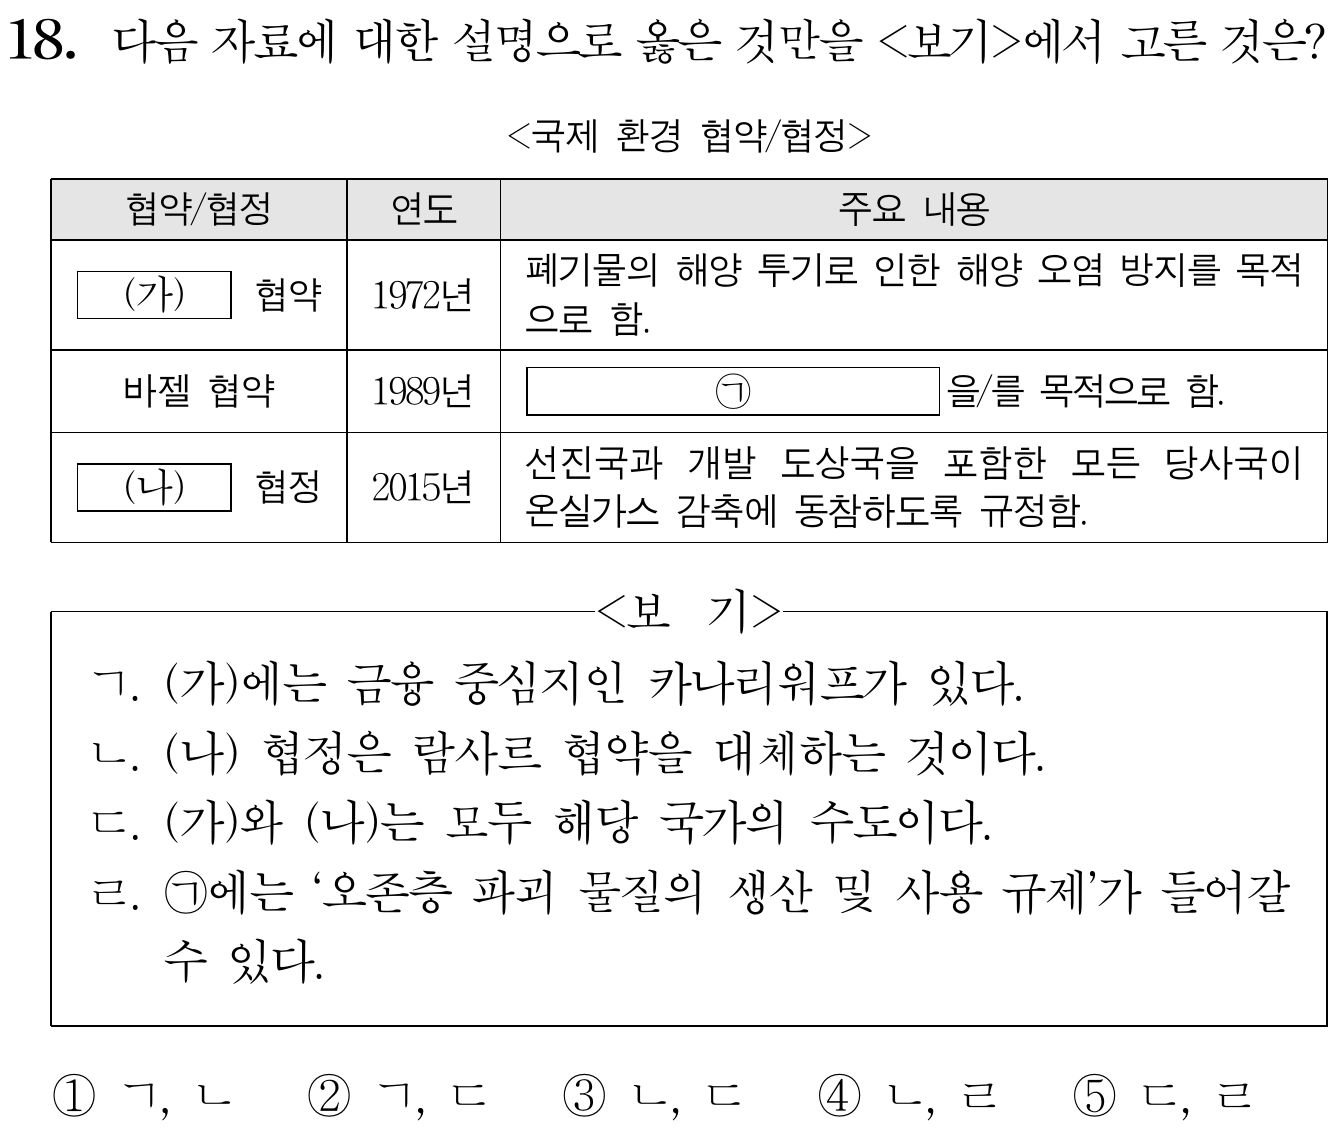 18. 다음 자료에 대한 설명으로 옳은 것만을 <보기>에서 고른 것은?
<국제 환경 협약/협정>
협약/협정 연도 주요 내용
(가) 협약 1972년 폐기물의 해양 투기로 인한 해양 오염 방지를 목적
으로 함.
바젤 협약 1989년 ㉠ 을/를 목적으로 함.
(나) 협정 2015년 선진국과 개발 도상국을 포함한 모든 당사국이
온실가스 감축에 동참하도록 규정함.
<보 기>
ㄱ. (가)에는 금융 중심지인 카나리워프가 있다.
ㄴ. (나) 협정은 람사르 협약을 대체하는 것이다.
ㄷ. (가)와 (나)는 모두 해당 국가의 수도이다.
ㄹ. ㉠에는 ‘오존층 파괴 물질의 생산 및 사용 규제’가 들어갈
수 있다.
① ㄱ, ㄴ ② ㄱ, ㄷ ③ ㄴ, ㄷ ④ ㄴ, ㄹ ⑤ ㄷ, ㄹ